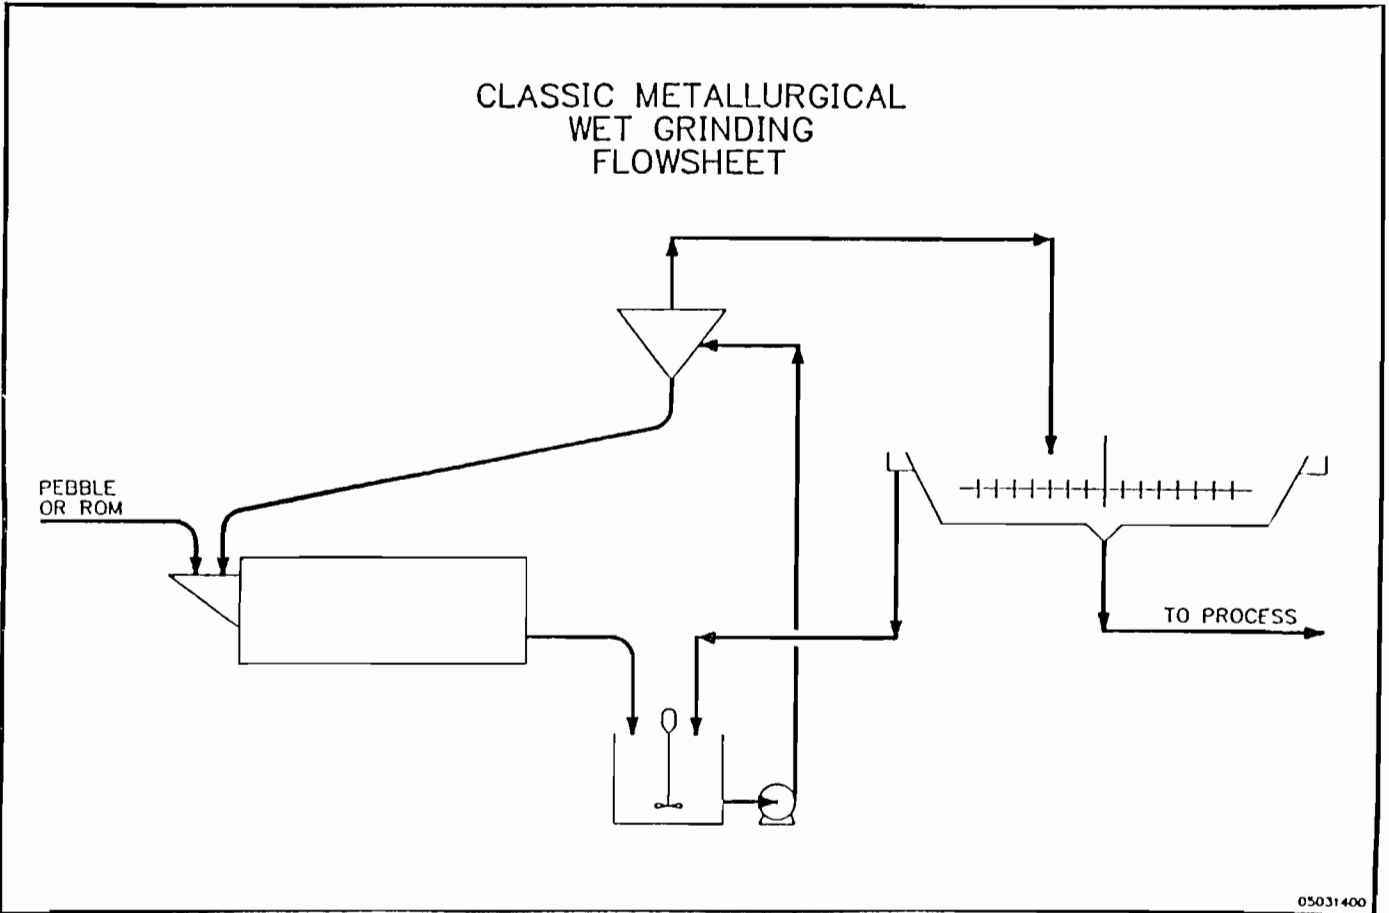 CLASSIC METALLURGICAL
WET GRINDING
FLOWSHEET
PEBBLE
OR ROM
TO PROCESS
05031400